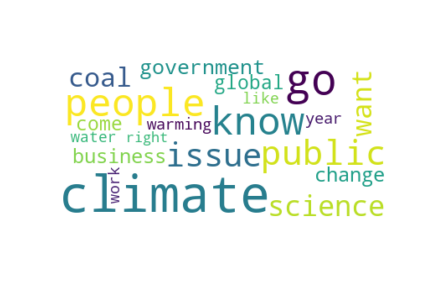 government
coal global go
people like want
come warming know year
water right
business issue public
work change
climate science